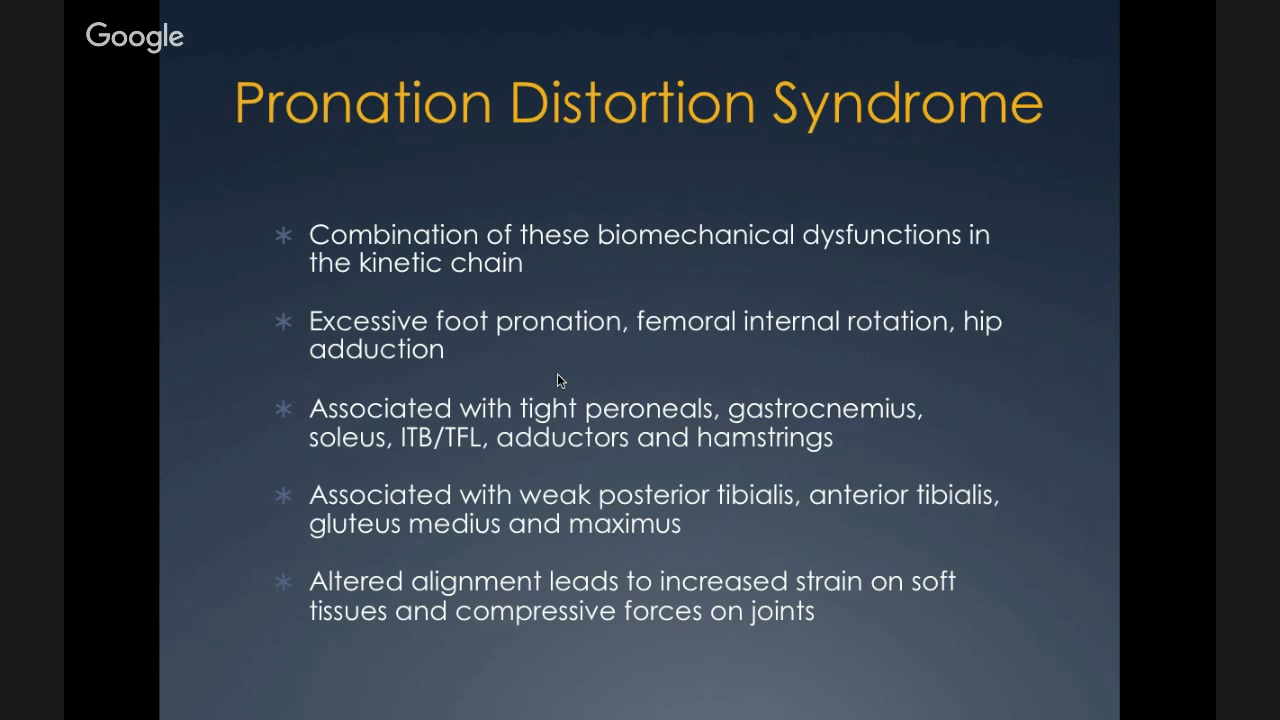 Google
Pronation Distortion Syndrome
* Combination of these biomechanical dysfunctions in
the kinetic chain
* Excessive foot pronation, femoral internal rotation, hip
adduction
* Associated with tight peroneals, gastrocnemius,
soleus, ITB/TFL, adductors and hamstrings
* Associated with weak posterior tibialis, anterior tibialis,
gluteus medius and maximus
* Altered alignment leads to increased strain on soft
tissues and compressive forces on joints